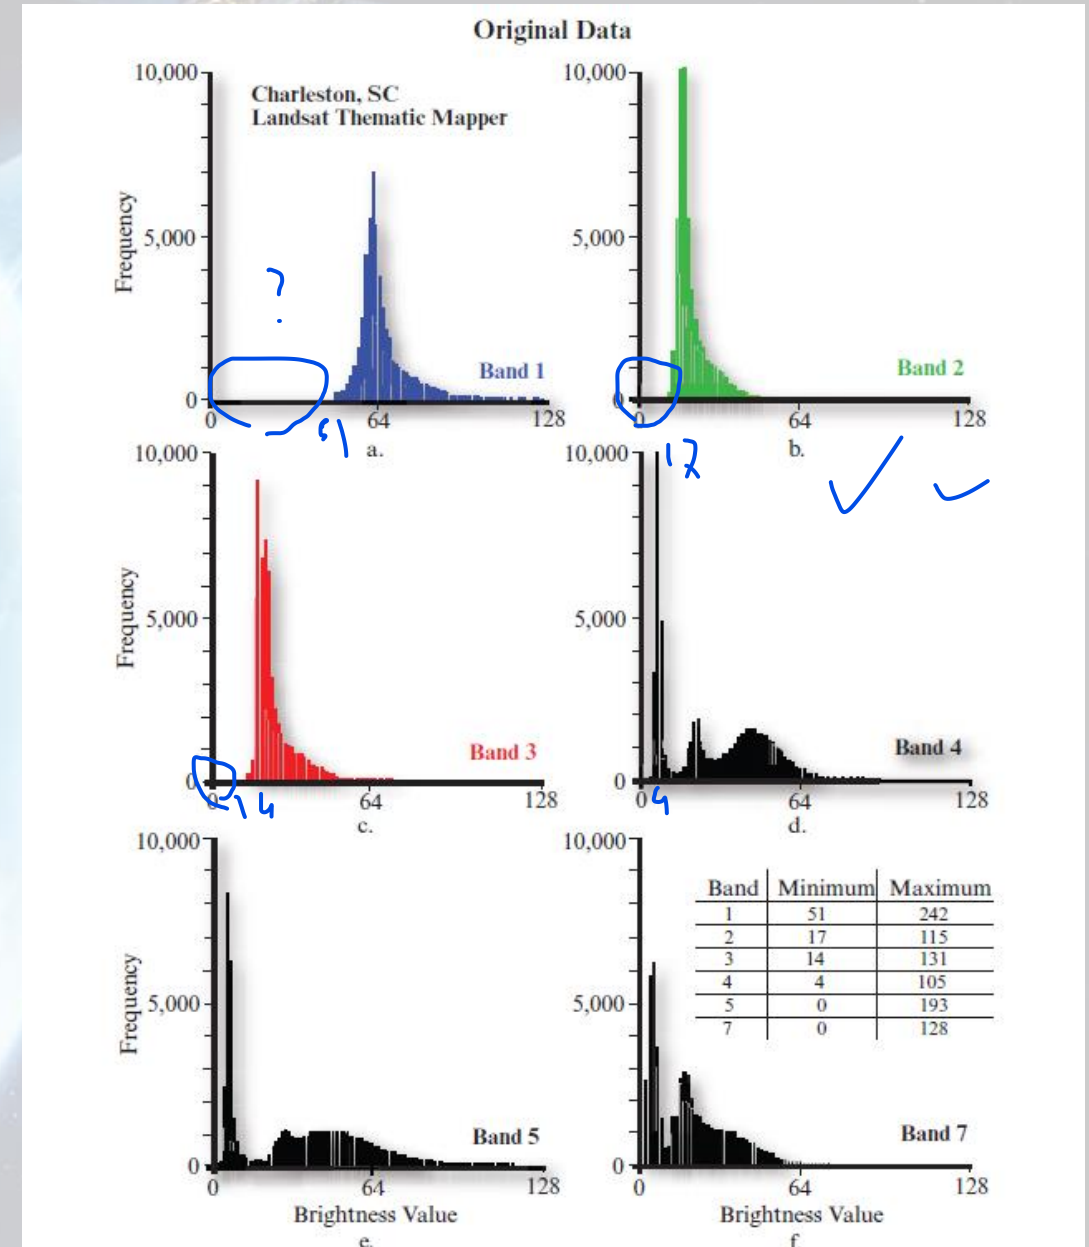 Original Data
10,000
5,000
0
Frequency
Charleston, SC
Landsat Thematic Mapper
?
Band 1
0 64 128
51
a.
10,000
5,000
0
Band 2
0 64 128
17
b.
10,000
5,000
0
Frequency
Band 3
0 64 128
14
c.
10,000
5,000
0
Band 4
0 64 128
4
d.
10,000
5,000
0
Frequency
Band 5
0 64 128
Brightness Value
e.
10,000
5,000
0
Band Minimum Maximum
1 51 242
2 17 115
3 14 131
4 4 105
5 0 193
7 0 128
Band 7
0 64 128
Brightness Value
f.